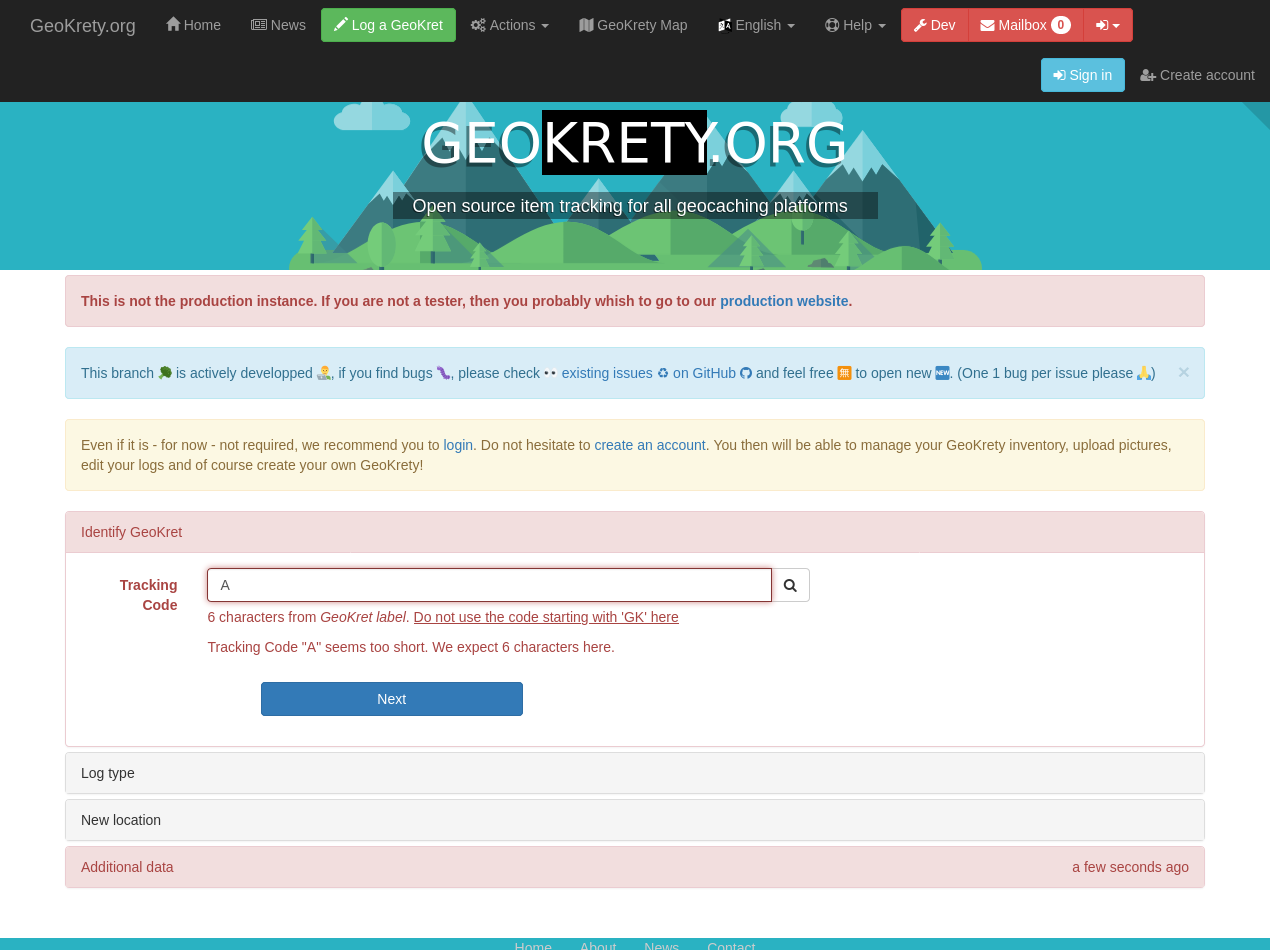 GeoKrety.org Home News Log a GeoKret Actions GeoKrety Map English Help Dev Mailbox 0
Sign in Create account
GEOKRETY.ORG
Open source item tracking for all geocaching platforms
This is not the production instance. If you are not a tester, then you probably whish to go to our production website.
This branch 🥦 is actively developped 👨‍🔬, if you find bugs 🐛, please check 👀 existing issues ♻ on GitHub and feel free 🈚 to open new 🆕. (One 1 bug per issue please 🙏) ×
Even if it is - for now - not required, we recommend you to login. Do not hesitate to create an account. You then will be able to manage your GeoKrety inventory, upload pictures,
edit your logs and of course create your own GeoKrety!
Identify GeoKret
Tracking
Code
A
6 characters from GeoKret label. Do not use the code starting with 'GK' here
Tracking Code "A" seems too short. We expect 6 characters here.
Next
Log type
New location
Additional data a few seconds ago
Home About News Contact